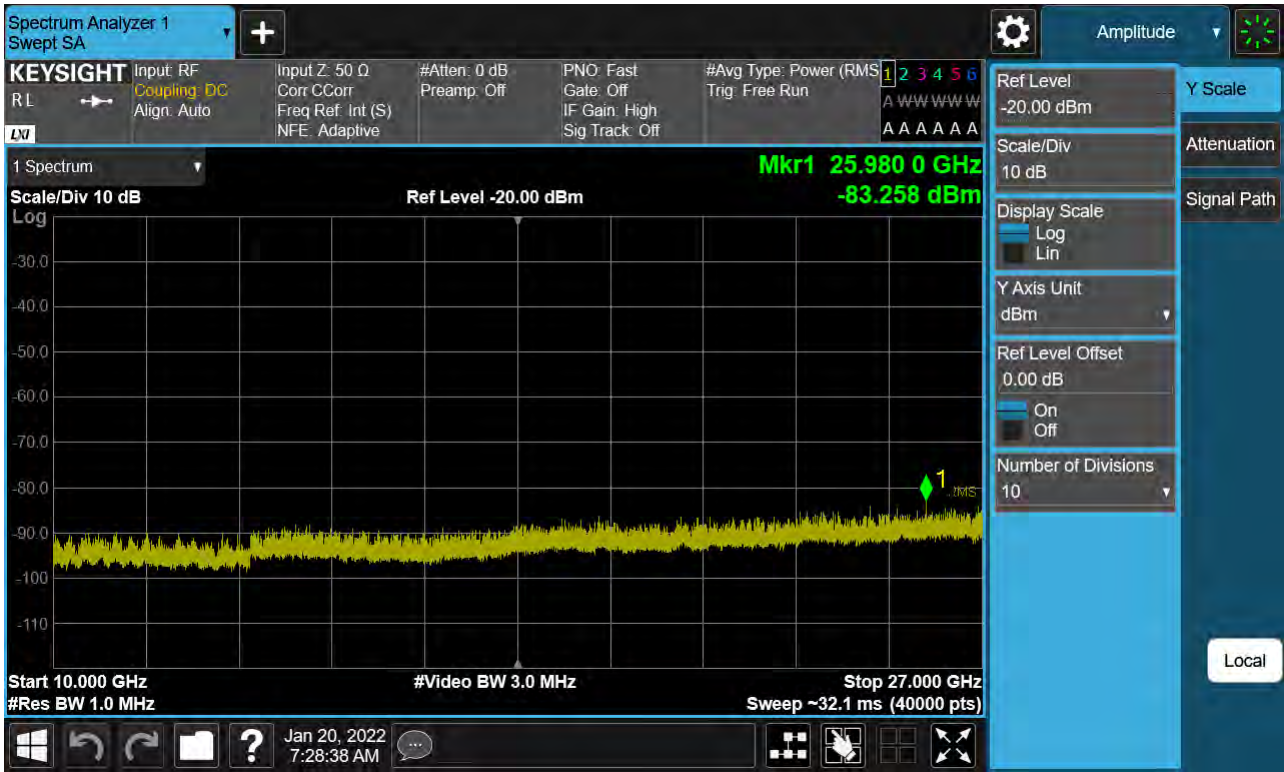 Spectrum Analyzer 1
Swept SA
Amplitude
KEYSIGHT
RL
LXI
Input: RF
Coupling: DC
Align: Auto
Input Z: 50 Ω
Corr CCorr
Freq Ref: Int (S)
NFE: Adaptive
#Atten: 0 dB
Preamp: Off
PNO: Fast
Gate: Off
IF Gain: High
Sig Track: Off
#Avg Type: Power (RMS
Trig: Free Run
1 2 3 4 5 6
A W W W W W
A A A A A A
1 Spectrum
Scale/Div 10 dB
Ref Level -20.00 dBm
Mkr1 25.980 0 GHz
-83.258 dBm
Log
-30.0
-40.0
-50.0
-60.0
-70.0
-80.0
-90.0
-100
-110
1
Start 10.000 GHz
#Res BW 1.0 MHz
#Video BW 3.0 MHz
Stop 27.000 GHz
Sweep ~32.1 ms (40000 pts)
Ref Level
-20.00 dBm
Scale/Div
10 dB
Display Scale
Log
Lin
Y Axis Unit
dBm
Ref Level Offset
0.00 dB
On
Off
Number of Divisions
10
Y Scale
Attenuation
Signal Path
Local
?
Jan 20, 2022
7:28:38 AM